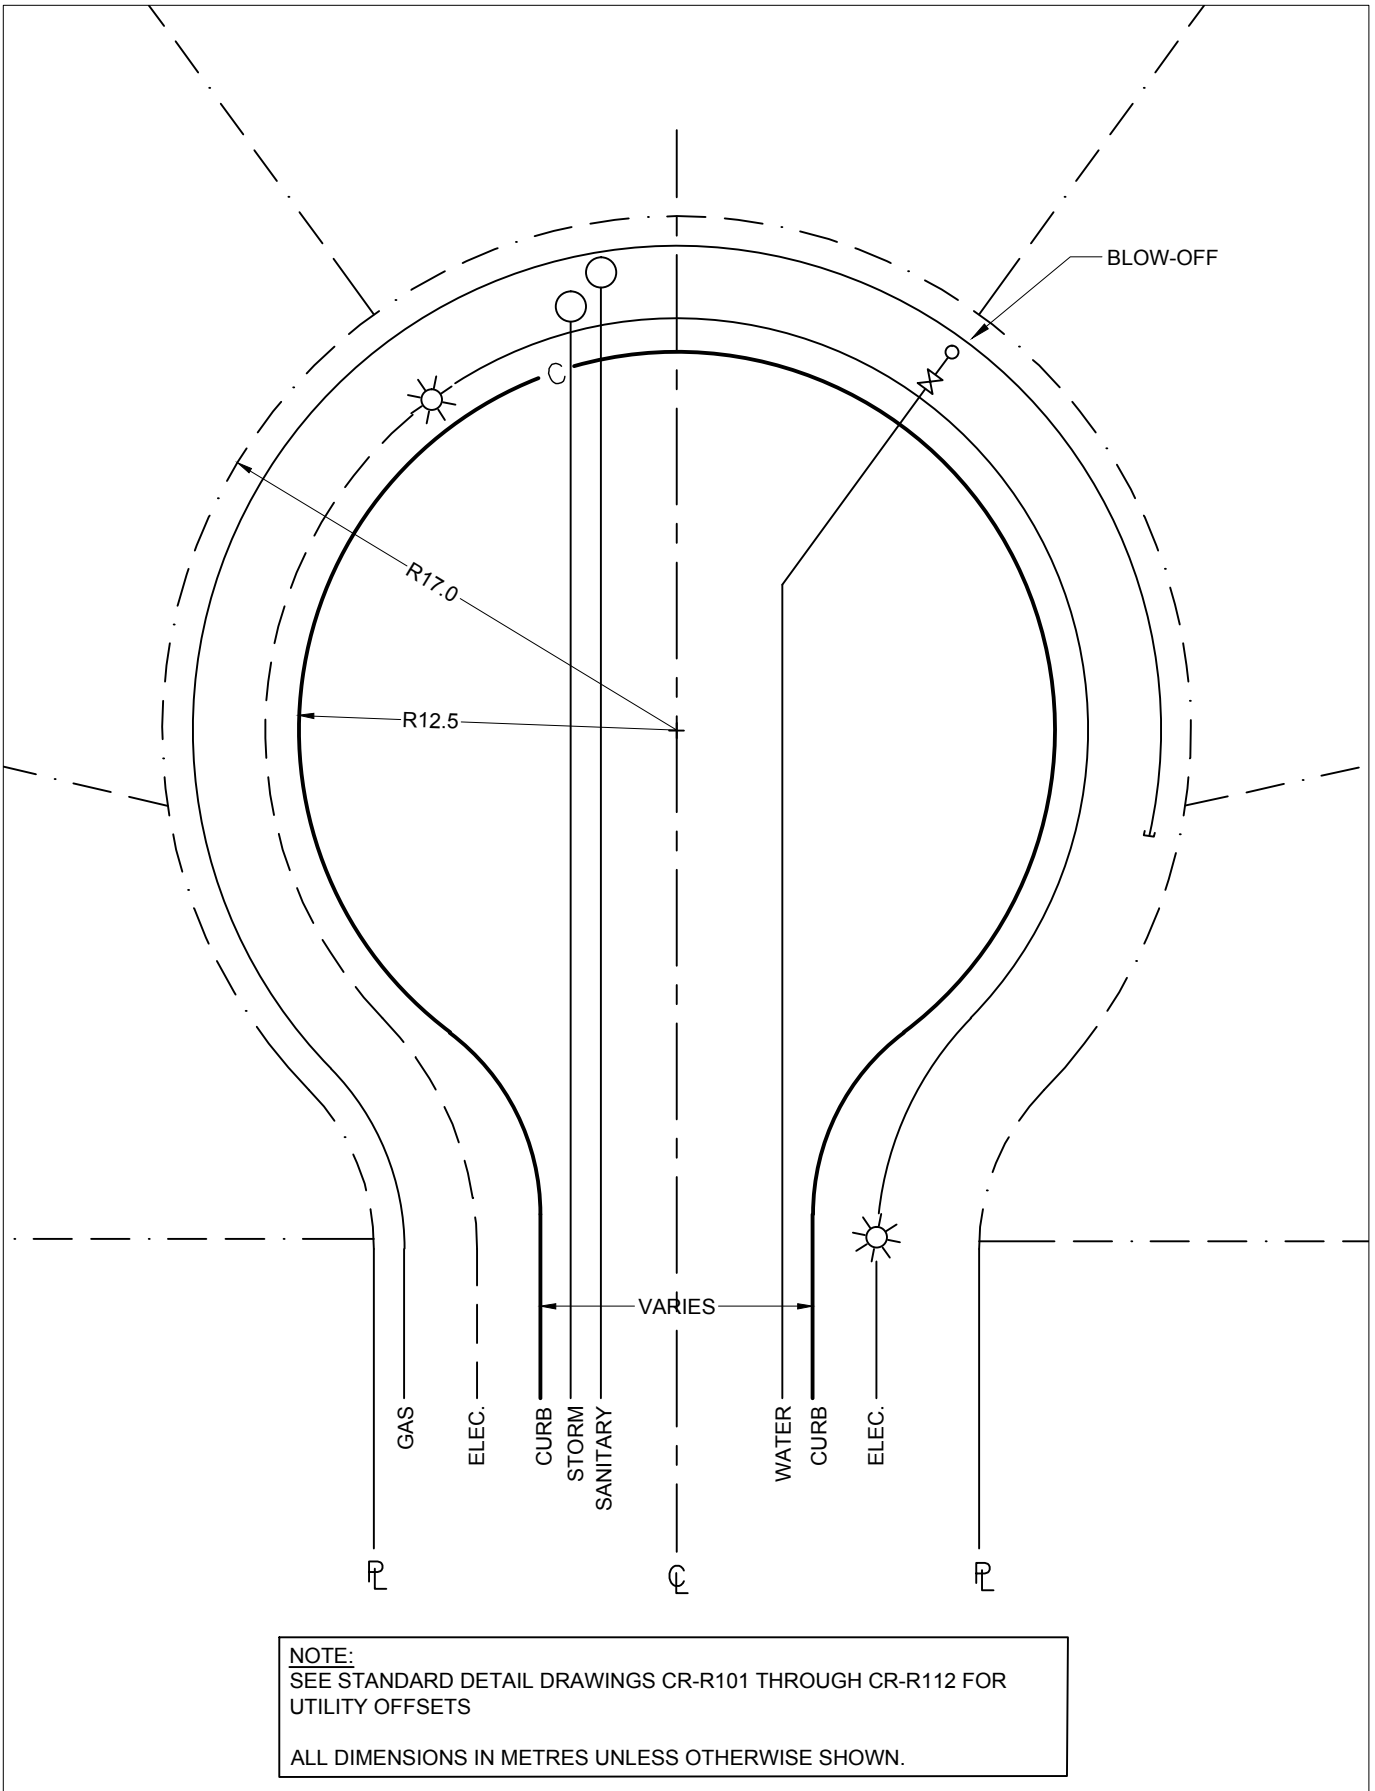 BLOW-OFF
C
R17.0
R12.5
VARIES
GAS
ELEC.
CURB
STORM
SANITARY
WATER
CURB
ELEC.
PL
CL
PL
NOTE:
SEE STANDARD DETAIL DRAWINGS CR-R101 THROUGH CR-R112 FOR
UTILITY OFFSETS
ALL DIMENSIONS IN METRES UNLESS OTHERWISE SHOWN.